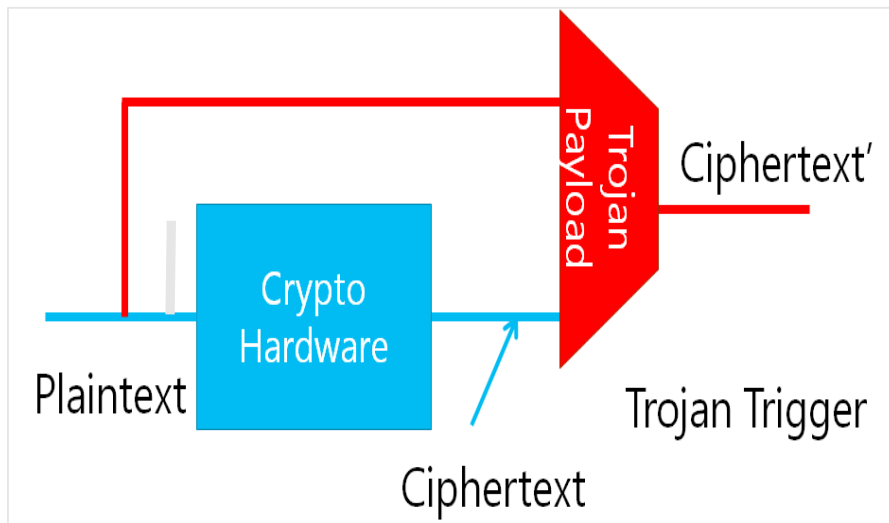 Trojan
Payload
Ciphertext’
Crypto
Hardware
Plaintext
Trojan Trigger
Ciphertext